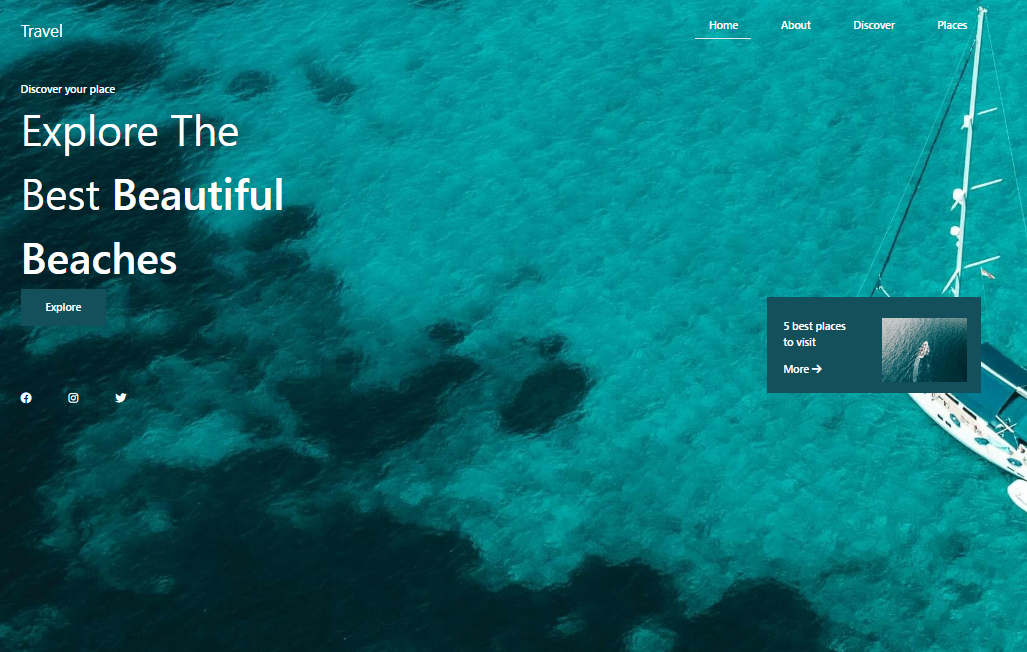 Travel
Home
About
Discover
Places
Discover your place
Explore The
Best Beautiful
Beaches
Explore
5 best places
to visit
More →